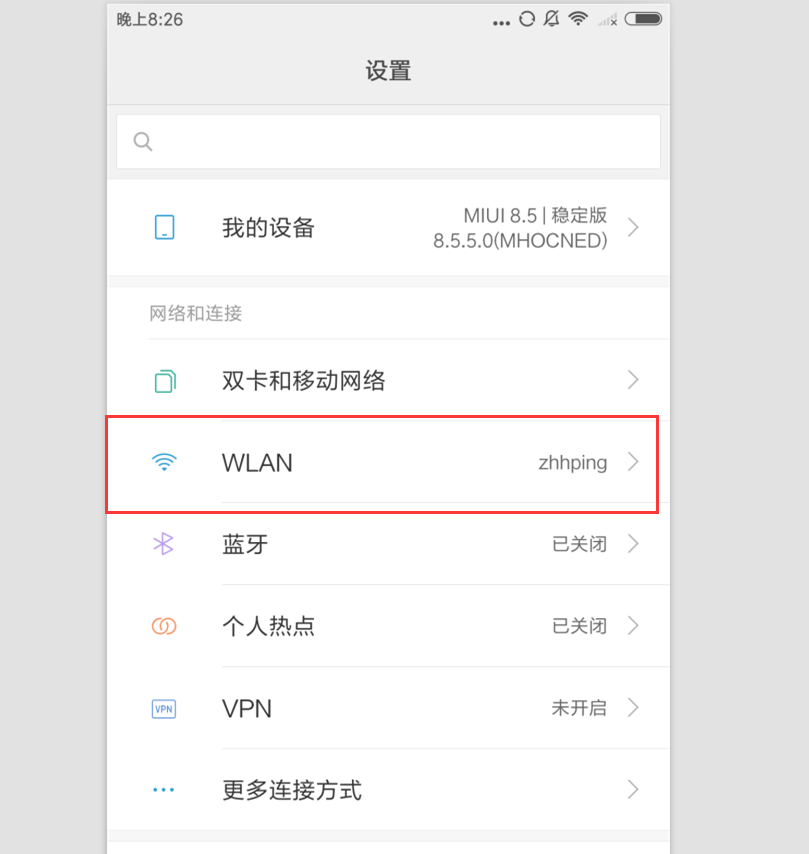 晚上8:26
设置
我的设备
MIUI 8.5 | 稳定版
8.5.5.0(MHOCNED)
网络和连接
双卡和移动网络
WLAN
zhhping
蓝牙
已关闭
个人热点
已关闭
VPN
VPN
未开启
更多连接方式